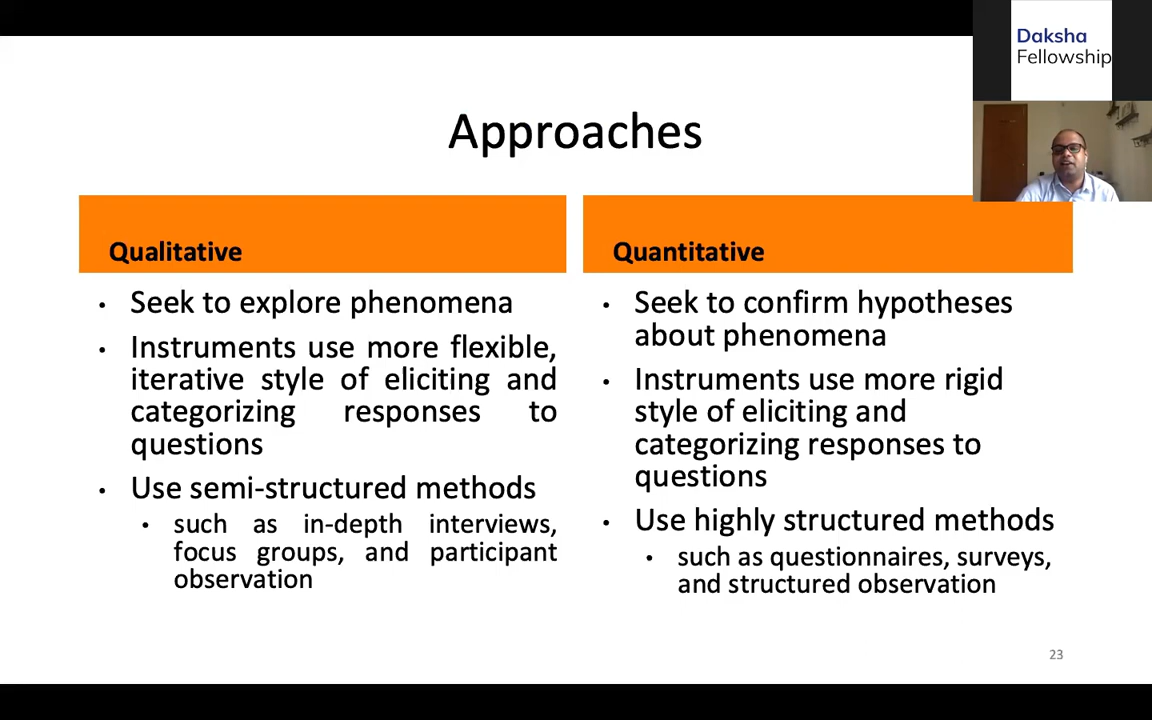 Daksha
Fellowship
Approaches
Qualitative
• Seek to explore phenomena
• Instruments use more flexible,
iterative style of eliciting and
categorizing responses to
questions
• Use semi-structured methods
• such as in-depth interviews,
focus groups, and participant
observation
Quantitative
• Seek to confirm hypotheses
about phenomena
• Instruments use more rigid
style of eliciting and
categorizing responses to
questions
• Use highly structured methods
• such as questionnaires, surveys,
and structured observation
23